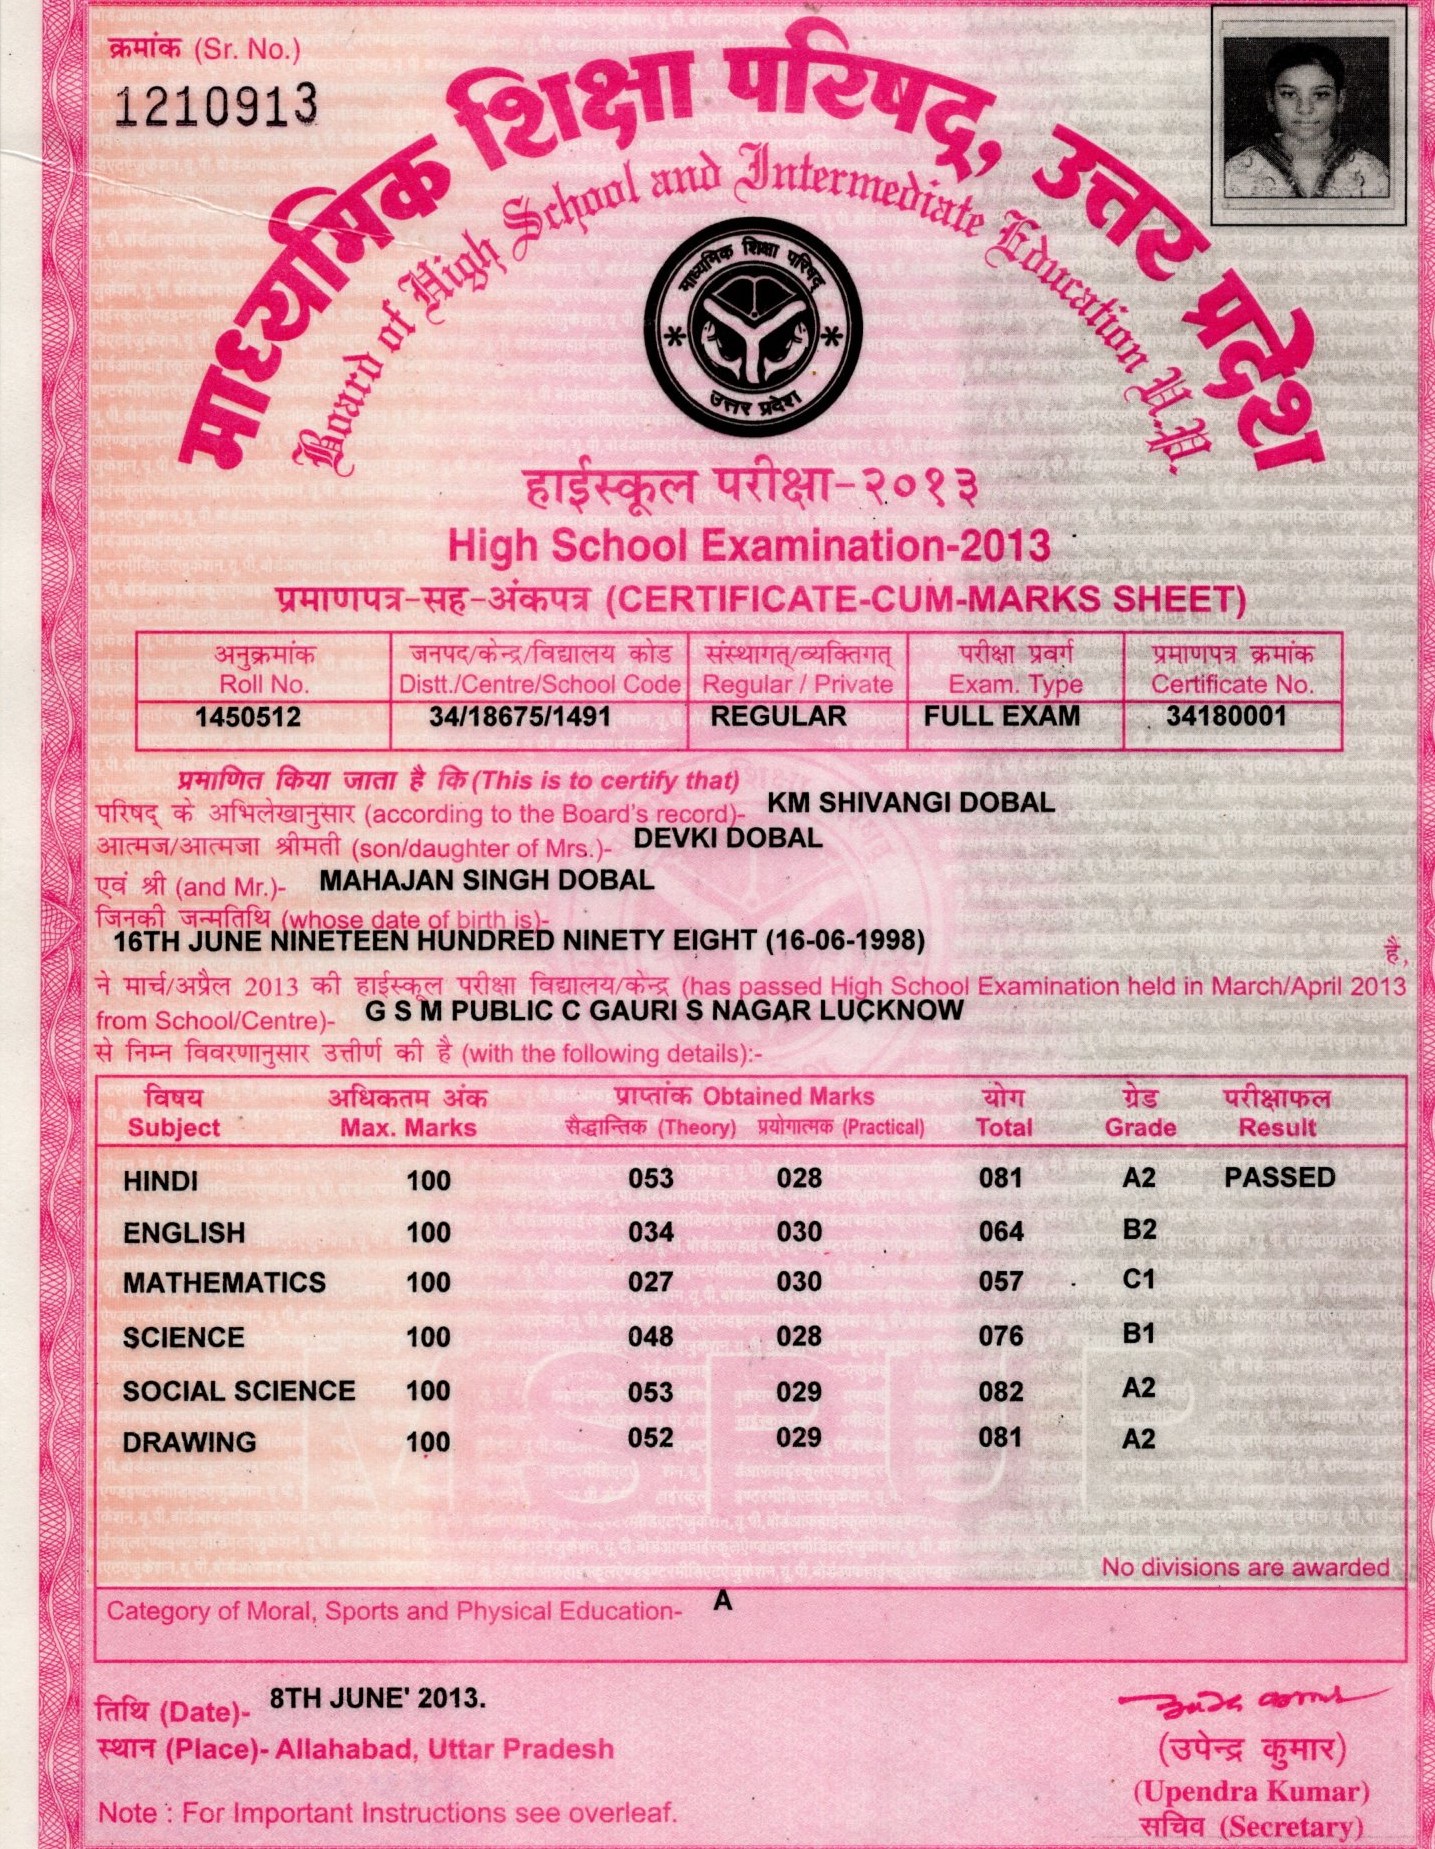 क्रमांक (Sr. No.)
1210913
माध्यमिक शिक्षा परिषद्, उत्तर प्रदेश
Board of High School and Intermediate Education U.P.
माध्यमिक शिक्षा परिषद्
उत्तर प्रदेश
हाईस्कूल परीक्षा-२०१३
High School Examination-2013
प्रमाणपत्र-सह-अंकपत्र (CERTIFICATE-CUM-MARKS SHEET)
अनुक्रमांक जनपद/केन्द्र/विद्यालय कोड संस्थागत्/व्यक्तिगत् परीक्षा प्रवर्ग प्रमाणपत्र क्रमांक
Roll No. Distt./Centre/School Code Regular / Private Exam. Type Certificate No.
1450512 34/18675/1491 REGULAR FULL EXAM 34180001
प्रमाणित किया जाता है कि (This is to certify that)
परिषद् के अभिलेखानुसार (according to the Board's record)- KM SHIVANGI DOBAL
आत्मज/आत्मजा श्रीमती (son/daughter of Mrs.)- DEVKI DOBAL
एवं श्री (and Mr.)- MAHAJAN SINGH DOBAL
जिनकी जन्मतिथि (whose date of birth is)-
16TH JUNE NINETEEN HUNDRED NINETY EIGHT (16-06-1998) है,
ने मार्च/अप्रैल 2013 की हाईस्कूल परीक्षा विद्यालय/केन्द्र (has passed High School Examination held in March/April 2013
from School/Centre)- G S M PUBLIC C GAURI S NAGAR LUCKNOW
से निम्न विवरणानुसार उत्तीर्ण की है (with the following details):-
विषय अधिकतम अंक प्राप्तांक Obtained Marks योग ग्रेड परीक्षाफल
Subject Max. Marks सैद्धान्तिक (Theory) प्रयोगात्मक (Practical) Total Grade Result
HINDI 100 053 028 081 A2 PASSED
ENGLISH 100 034 030 064 B2
MATHEMATICS 100 027 030 057 C1
SCIENCE 100 048 028 076 B1
SOCIAL SCIENCE 100 053 029 082 A2
DRAWING 100 052 029 081 A2
MSPUP
No divisions are awarded
Category of Moral, Sports and Physical Education- A
तिथि (Date)- 8TH JUNE' 2013.
स्थान (Place)- Allahabad, Uttar Pradesh
(उपेन्द्र कुमार)
(Upendra Kumar)
Note : For Important Instructions see overleaf.
सचिव (Secretary)